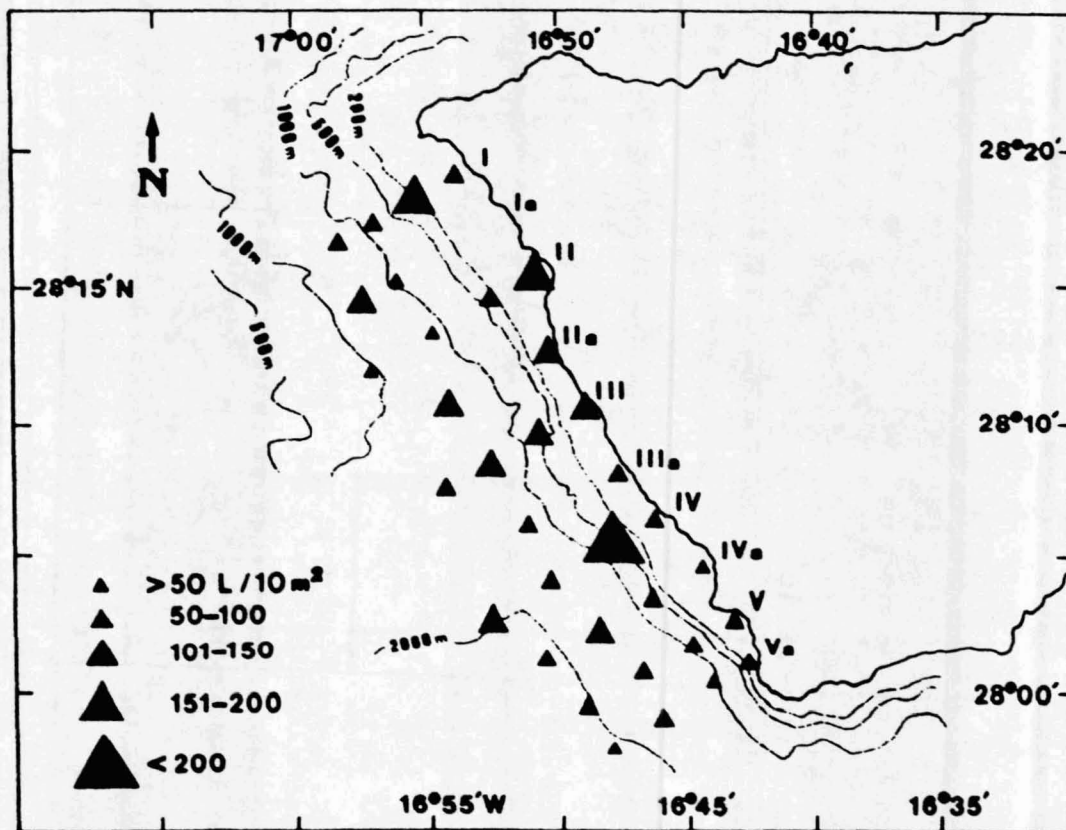 17°00′ 16°50′ 16°40′
1000m
500m
200m
28°20′
N
I
Ia
1000m
II
28°15′N
500m
IIa
III
28°10′
IIIa
IV
IVa
>50 L/10m²
50–100
V
101–150
2000m
Va
151–200
28°00′
<200
16°55′W 16°45′ 16°35′